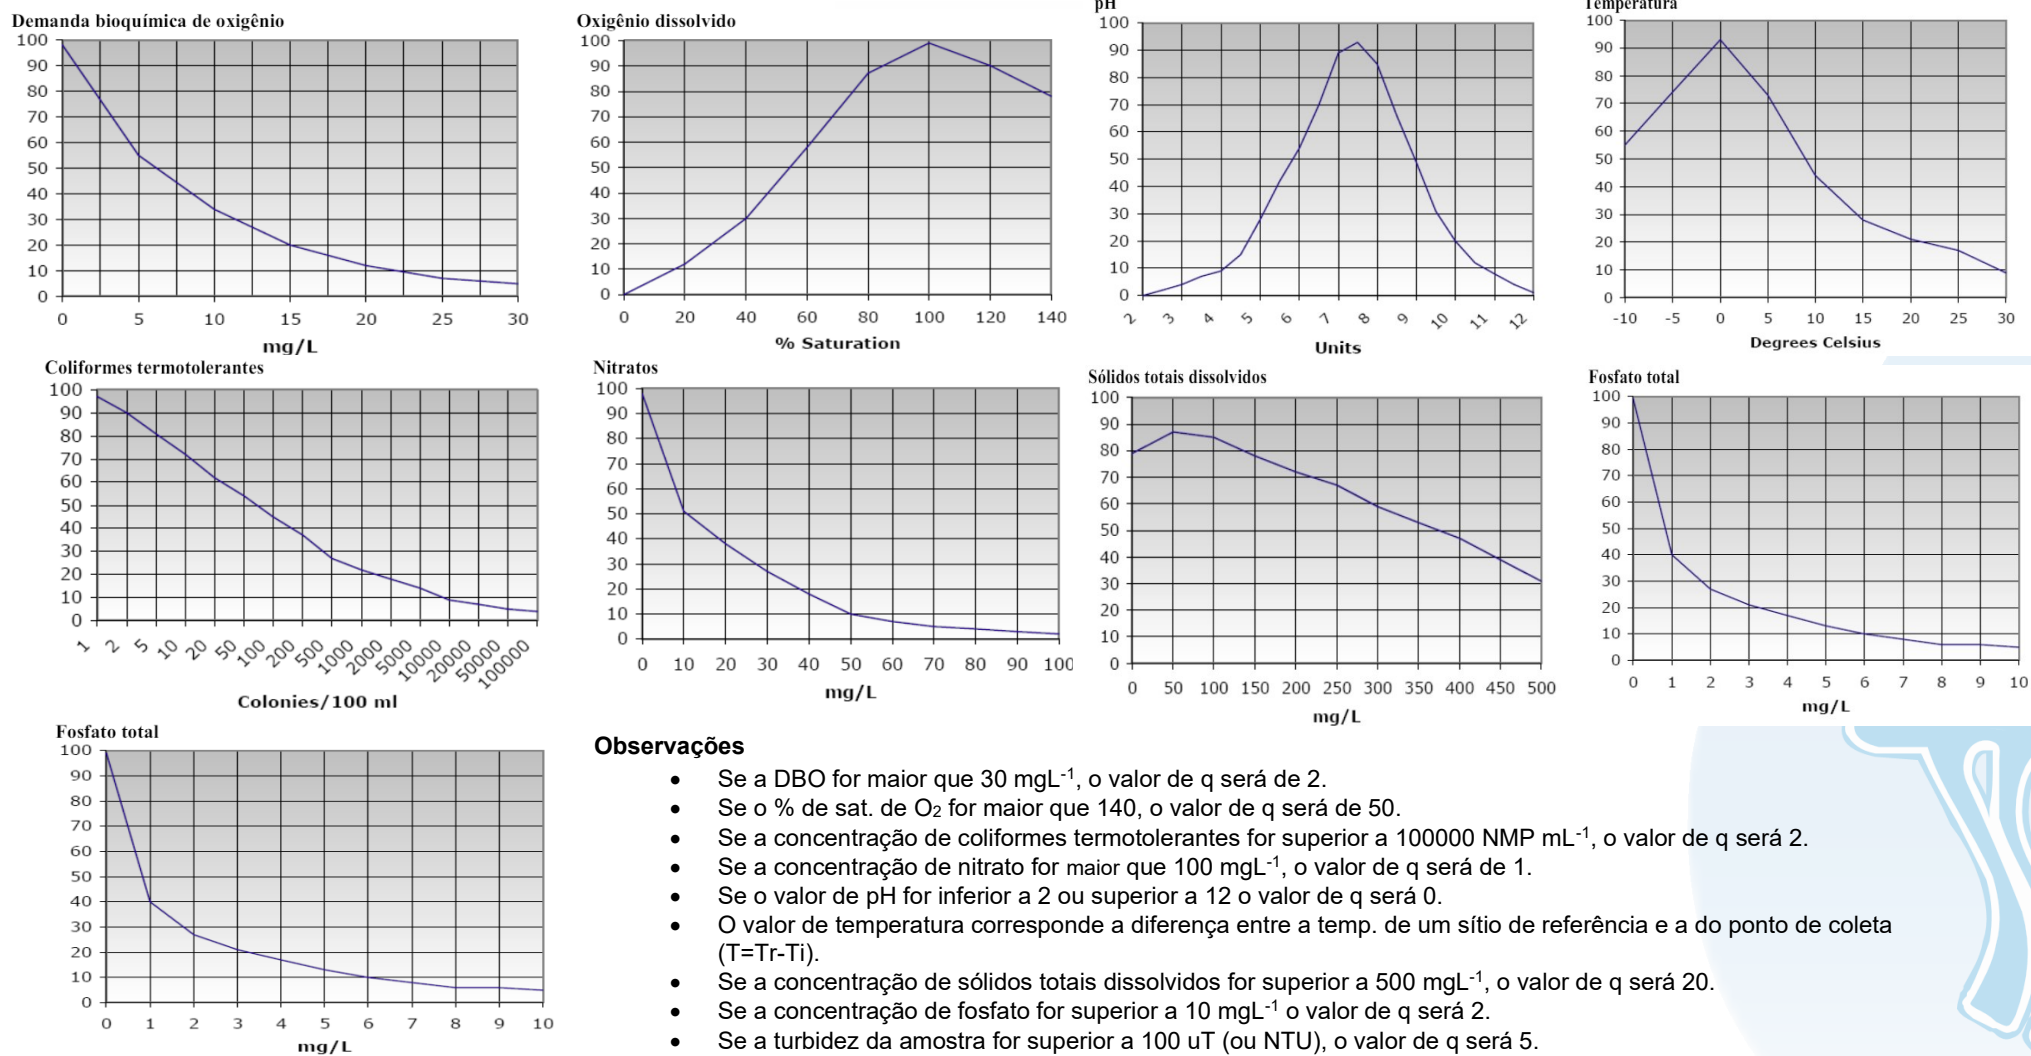 Demanda bioquímica de oxigênio
100
90
80
70
60
50
40
30
20
10
0
0 5 10 15 20 25 30
mg/L
Oxigênio dissolvido
100
90
80
70
60
50
40
30
20
10
0
0 20 40 60 80 100 120 140
% Saturation
pH
100
90
80
70
60
50
40
30
20
10
0
2 3 4 5 6 7 8 9 10 11 12
Units
Temperatura
100
90
80
70
60
50
40
30
20
10
0
-10 -5 0 5 10 15 20 25 30
Degrees Celsius
Coliformes termotolerantes
100
90
80
70
60
50
40
30
20
10
0
1 2 5 10 20 50 100 200 500 1000 2000 5000 10000 20000 50000 100000
Colonies/100 ml
Nitratos
100
90
80
70
60
50
40
30
20
10
0
0 10 20 30 40 50 60 70 80 90 100
mg/L
Sólidos totais dissolvidos
100
90
80
70
60
50
40
30
20
10
0
0 50 100 150 200 250 300 350 400 450 500
mg/L
Fosfato total
100
90
80
70
60
50
40
30
20
10
0
0 1 2 3 4 5 6 7 8 9 10
mg/L
Fosfato total
100
90
80
70
60
50
40
30
20
10
0
0 1 2 3 4 5 6 7 8 9 10
mg/L
Observações
• Se a DBO for maior que 30 mgL⁻¹, o valor de q será de 2.
• Se o % de sat. de O₂ for maior que 140, o valor de q será de 50.
• Se a concentração de coliformes termotolerantes for superior a 100000 NMP mL⁻¹, o valor de q será 2.
• Se a concentração de nitrato for maior que 100 mgL⁻¹, o valor de q será de 1.
• Se o valor de pH for inferior a 2 ou superior a 12 o valor de q será 0.
• O valor de temperatura corresponde a diferença entre a temp. de um sítio de referência e a do ponto de coleta
(T=Tr-Ti).
• Se a concentração de sólidos totais dissolvidos for superior a 500 mgL⁻¹, o valor de q será 20.
• Se a concentração de fosfato for superior a 10 mgL⁻¹ o valor de q será 2.
• Se a turbidez da amostra for superior a 100 uT (ou NTU), o valor de q será 5.